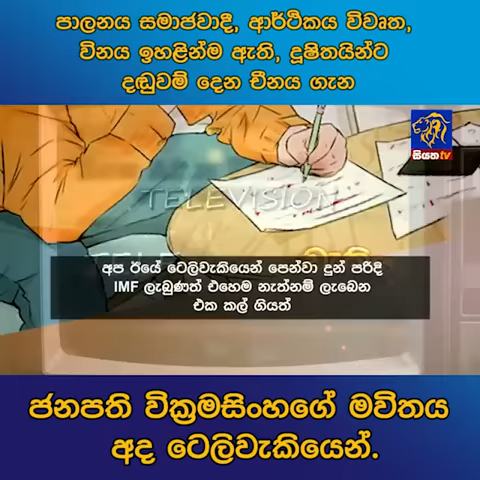 පාලනය සමාජවාදී, ආර්ථිකය විවෘත,
විනය ඉහළින්ම ඇති, දූෂිතයින්ට
දඬුවම් දෙන චීනය ගැන
සියත tv
TELEVISION
අප ඊයේ ටෙලිවැකියෙන් පෙන්වා දුන් පරිදි
IMF ලැබුණත් එහෙම නැත්නම් ලැබෙන
එක කල් ගියත්
ජනපති වික්‍රමසිංහගේ මවිතය
අද ටෙලිවැකියෙන්.